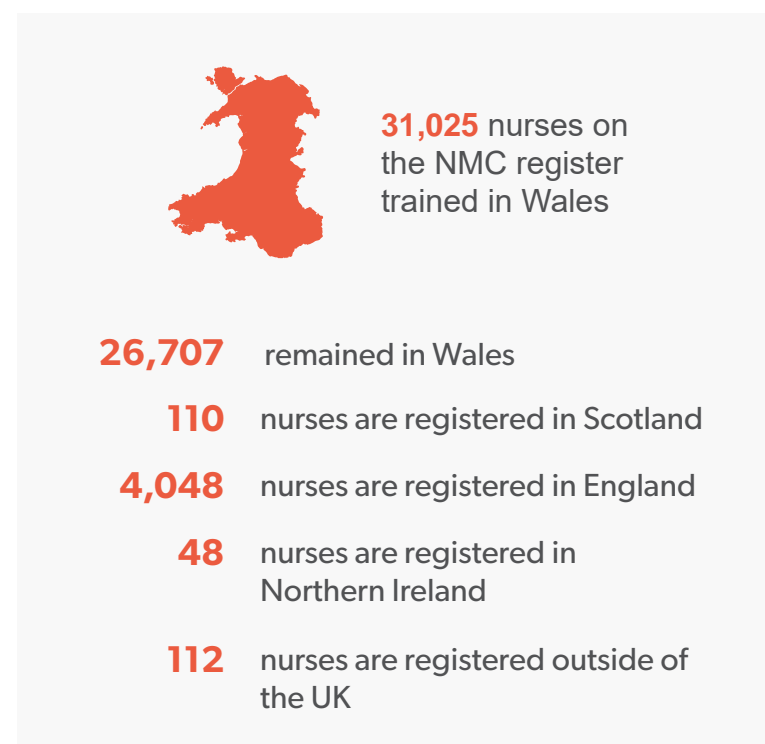 31,025 nurses on
the NMC register
trained in Wales
26,707 remained in Wales
110 nurses are registered in Scotland
4,048 nurses are registered in England
48 nurses are registered in
Northern Ireland
112 nurses are registered outside of
the UK